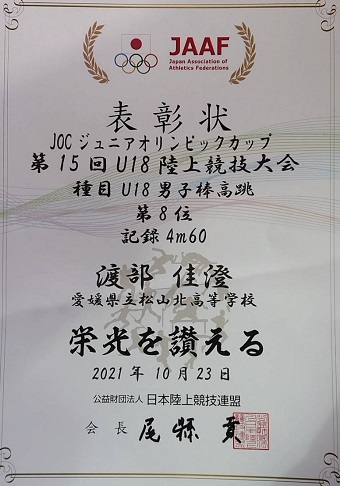 JAAF
Japan Association of
Athletics Federations
表彰状
JOCジュニアオリンピックカップ
第15回U18陸上競技大会
種目 U18男子棒高跳
第8位
記録 4m60
渡部 佳澄
愛媛県立松山北高等学校
栄光を讃える
2021年 10月23日
公益財団法人 日本陸上競技連盟
会長 尾縣 貢